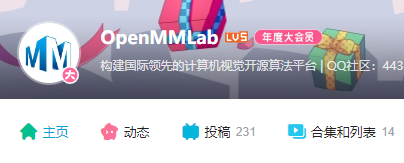 OpenMMLab LV5 年度大会员
MM 大
构建国际领先的计算机视觉开源算法平台 | QQ社区：443
主页 动态 投稿 231 合集和列表 14